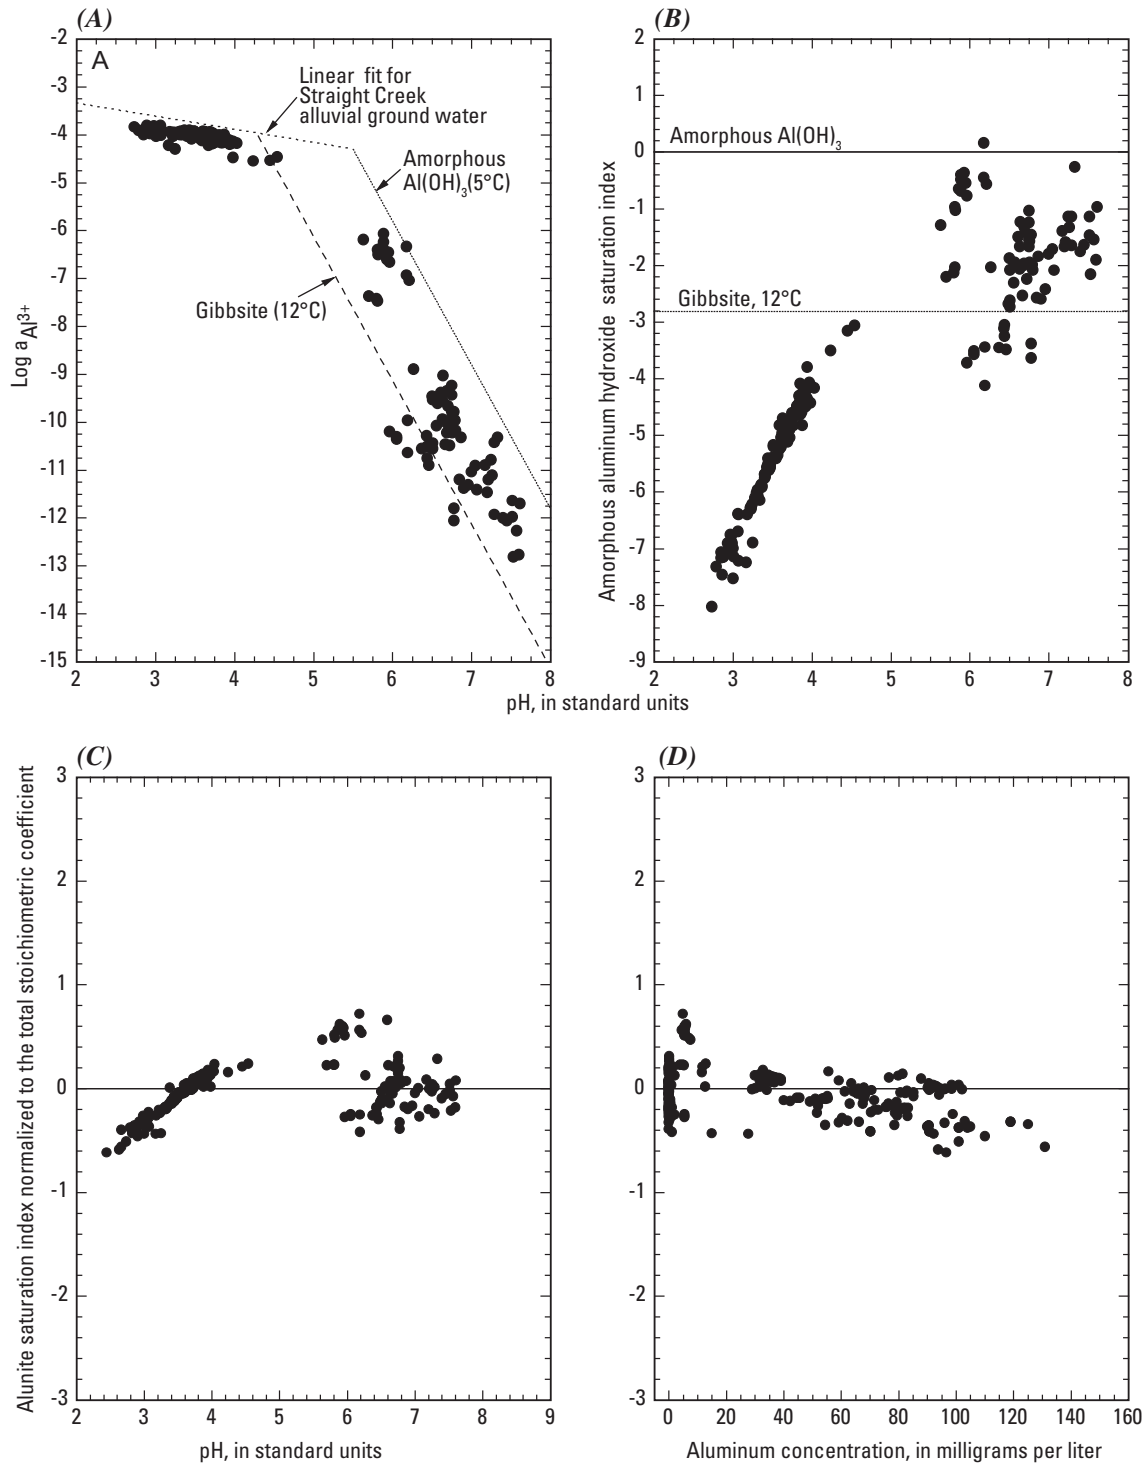 (A)
A
-2
-3
-4
-5
-6
-7
-8
-9
-10
-11
-12
-13
-14
-15
Log aAl3+
Linear fit for
Straight Creek
alluvial ground water
Amorphous
Al(OH)3(5°C)
Gibbsite (12°C)
2 3 4 5 6 7 8
(B)
2
1
0
-1
-2
-3
-4
-5
-6
-7
-8
-9
Amorphous aluminum hydroxide saturation index
Amorphous Al(OH)3
Gibbsite, 12°C
2 3 4 5 6 7 8
pH, in standard units
(C)
3
2
1
0
-1
-2
-3
Alunite saturation index normalized to the total stoichiometric coefficient
2 3 4 5 6 7 8 9
pH, in standard units
(D)
3
2
1
0
-1
-2
-3
0 20 40 60 80 100 120 140 160
Aluminum concentration, in milligrams per liter